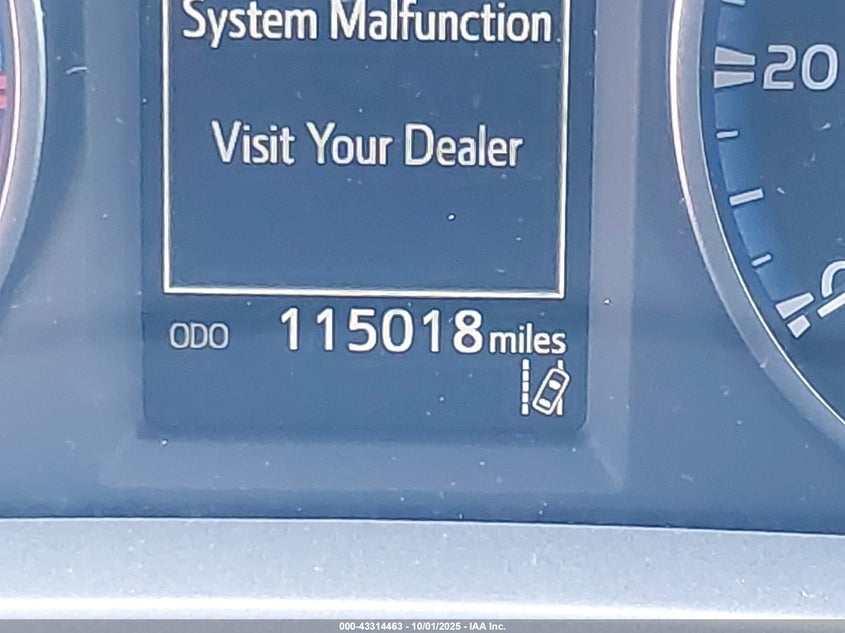 System Malfunction
Visit Your Dealer
20
ODO 115018 miles
000-43314463 - 10/01/2025 - IAA Inc.